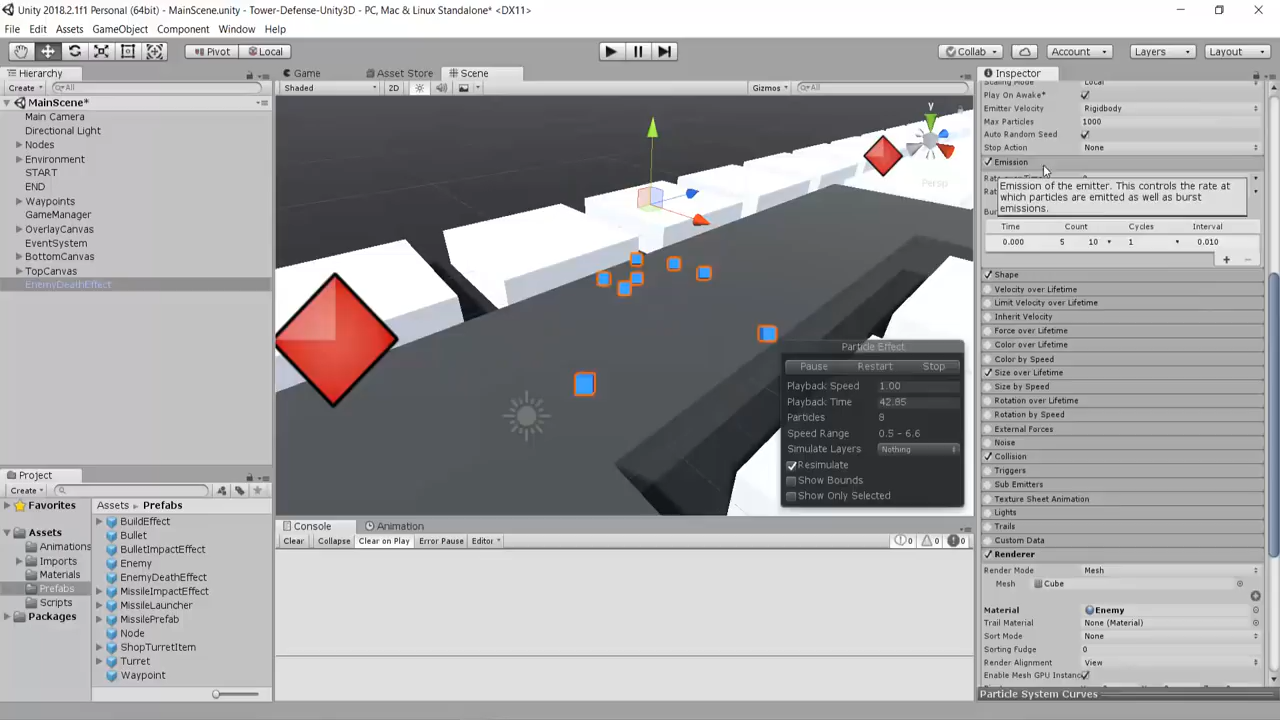 Unity 2018.2.1f1 Personal (64bit) - MainScene.unity - Tower-Defense-Unity3D - PC, Mac & Linux Standalone* <DX11>
File Edit Assets GameObject Component Window Help
Pivot Local Collab Account Layers Layout
Hierarchy
Create All
MainScene*
Main Camera
Directional Light
Nodes
Environment
START
END
Waypoints
GameManager
OverlayCanvas
EventSystem
BottomCanvas
TopCanvas
EnemyDeathEffect
Game Asset Store Scene
Shaded 2D Gizmos All
y
Persp
Particle Effect
Pause Restart Stop
Playback Speed 1.00
Playback Time 42.85
Particles 8
Speed Range 0.5 - 6.6
Simulate Layers Nothing
Resimulate
Show Bounds
Show Only Selected
Project
Create
Favorites
Assets
Animations
Imports
Materials
Prefabs
Scripts
Packages
Assets Prefabs
BuildEffect
Bullet
BulletImpactEffect
Enemy
EnemyDeathEffect
MissileImpactEffect
MissileLauncher
MissilePrefab
Node
ShopTurretItem
Turret
Waypoint
Console Animation
Clear Collapse Clear on Play Error Pause Editor 0 0 0
Inspector
Scaling Mode Local
Play On Awake*
Emitter Velocity Rigidbody
Max Particles 1000
Auto Random Seed
Stop Action None
Emission
Emission of the emitter. This controls the rate at
which particles are emitted as well as burst
emissions.
Time Count Cycles Interval
0.000 5 10 1 0.010
Shape
Velocity over Lifetime
Limit Velocity over Lifetime
Inherit Velocity
Force over Lifetime
Color over Lifetime
Color by Speed
Size over Lifetime
Size by Speed
Rotation over Lifetime
Rotation by Speed
External Forces
Noise
Collision
Triggers
Sub Emitters
Texture Sheet Animation
Lights
Trails
Custom Data
Renderer
Render Mode Mesh
Mesh Cube
Material Enemy
Trail Material None (Material)
Sort Mode None
Sorting Fudge 0
Render Alignment View
Enable Mesh GPU Instanc
Particle System Curves